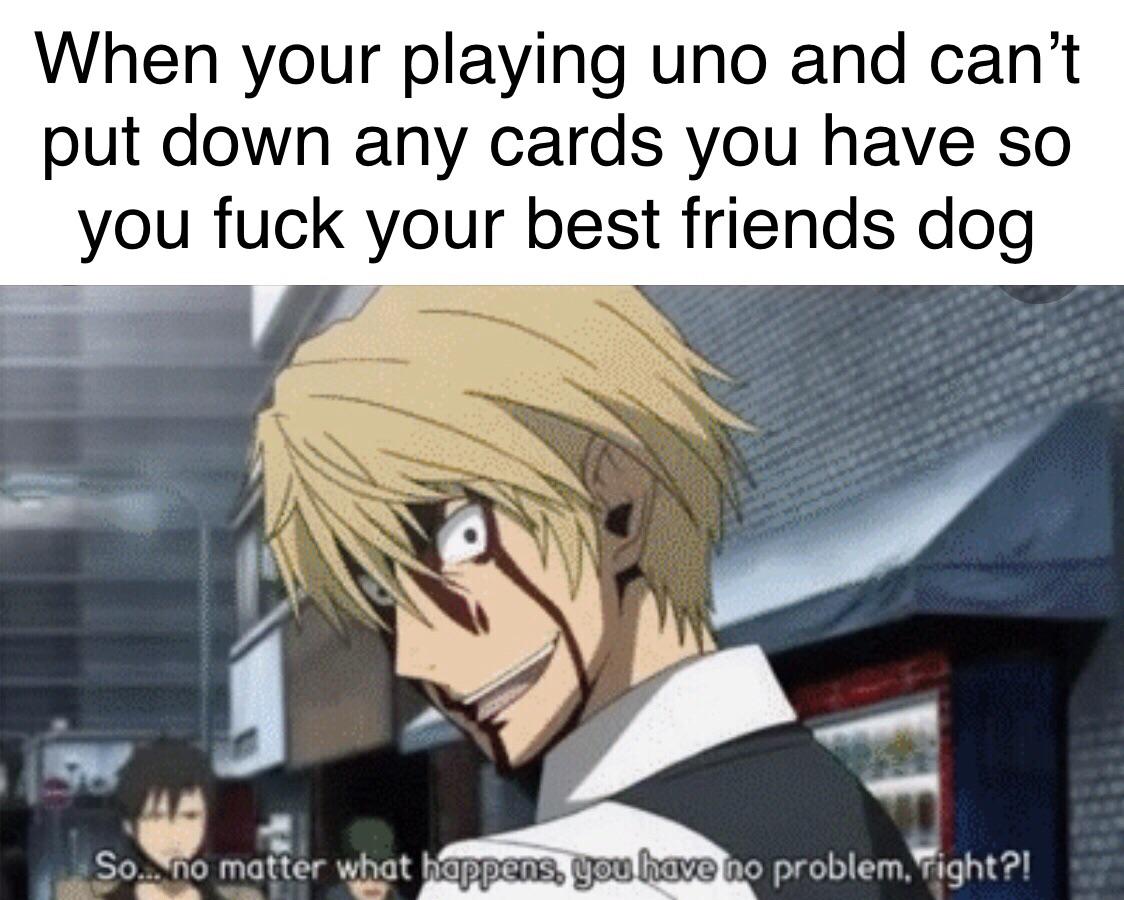 When your playing uno and can’t
put down any cards you have so
you fuck your best friends dog
So... no matter what happens, you have no problem, right?!